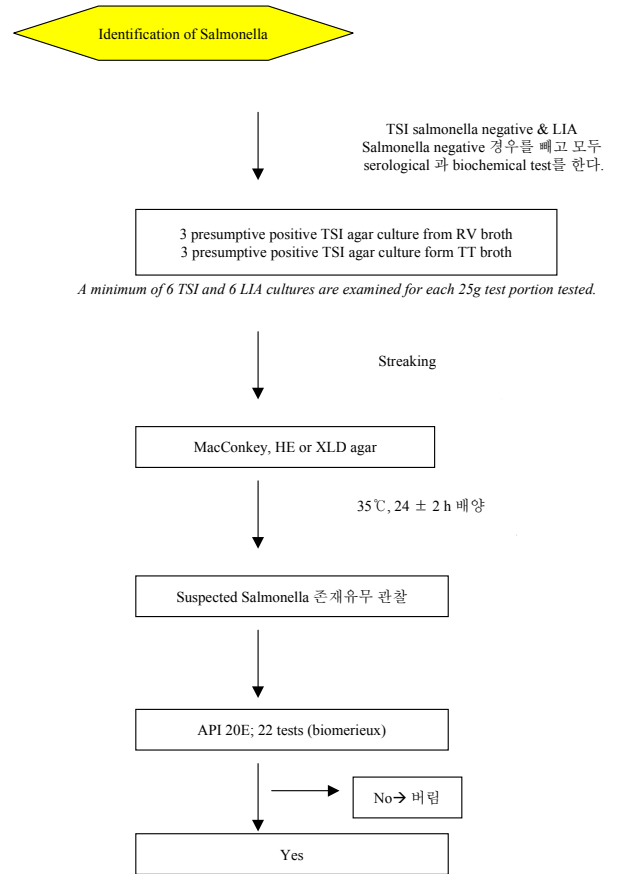 Identification of Salmonella
TSI salmonella negative & LIA
Salmonella negative 경우를 빼고 모두
serological 과 biochemical test를 한다.
3 presumptive positive TSI agar culture from RV broth
3 presumptive positive TSI agar culture form TT broth
A minimum of 6 TSI and 6 LIA cultures are examined for each 25g test portion tested.
Streaking
MacConkey, HE or XLD agar
35℃, 24 ± 2 h 배양
Suspected Salmonella 존재유무 관찰
API 20E; 22 tests (biomerieux)
No→ 버림
Yes